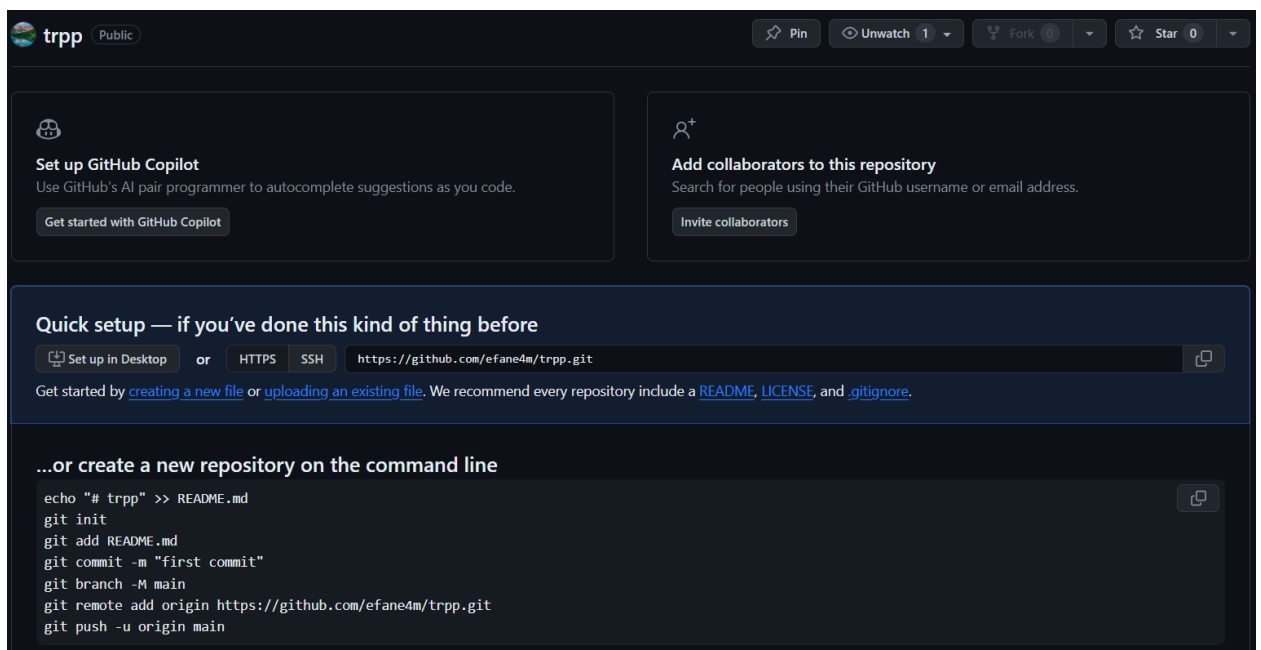 trpp Public Pin Unwatch 1 Fork 0 Star 0
Set up GitHub Copilot
Use GitHub's AI pair programmer to autocomplete suggestions as you code.
Get started with GitHub Copilot
Add collaborators to this repository
Search for people using their GitHub username or email address.
Invite collaborators
Quick setup — if you’ve done this kind of thing before
Set up in Desktop or HTTPS SSH https://github.com/efane4m/trpp.git
Get started by creating a new file or uploading an existing file. We recommend every repository include a README, LICENSE, and .gitignore.
…or create a new repository on the command line
echo "# trpp" >> README.md
git init
git add README.md
git commit -m "first commit"
git branch -M main
git remote add origin https://github.com/efane4m/trpp.git
git push -u origin main